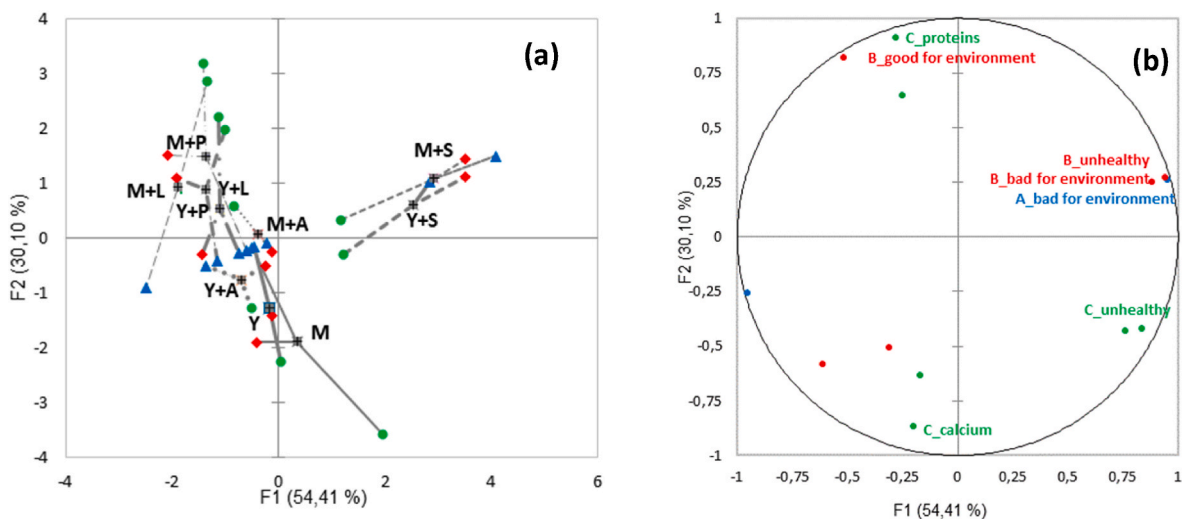 (a)
4
3
2
1
0
-1
-2
-3
-4
F2 (30,10 %)
M+P
M+L
Y+L
Y+P
M+A
M+S
Y+S
Y+A
Y
M
-4
-2
0
2
4
6
F1 (54,41 %)
(b)
1
0,75
0,5
0,25
0
-0,25
-0,5
-0,75
-1
F2 (30,10 %)
C_proteins
B_good for environment
B_unhealthy
B_bad for environment
A_bad for environment
C_unhealthy
C_calcium
-1
-0,75
-0,5
-0,25
0
0,25
0,5
0,75
1
F1 (54,41 %)